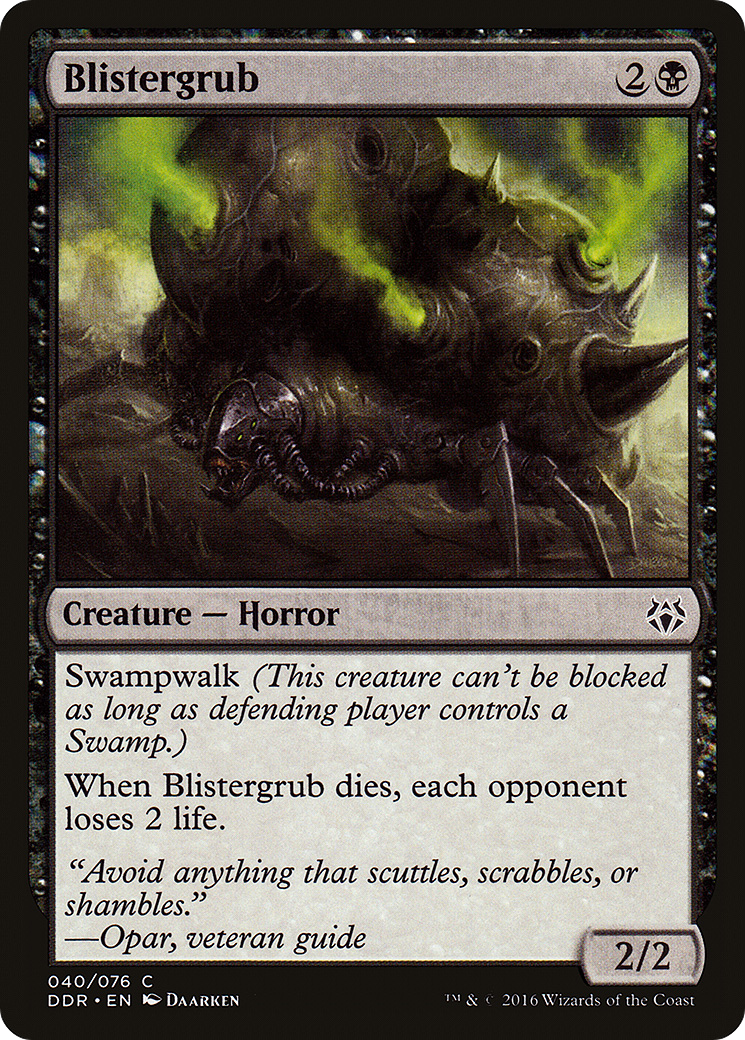 Blistergrub 2
Creature — Horror
Swampwalk (This creature can't be blocked
as long as defending player controls a
Swamp.)
When Blistergrub dies, each opponent
loses 2 life.
“Avoid anything that scuttles, scrabbles, or
shambles.”
—Opar, veteran guide
2/2
040/076 C
DDR • EN Daarken ™ & © 2016 Wizards of the Coast